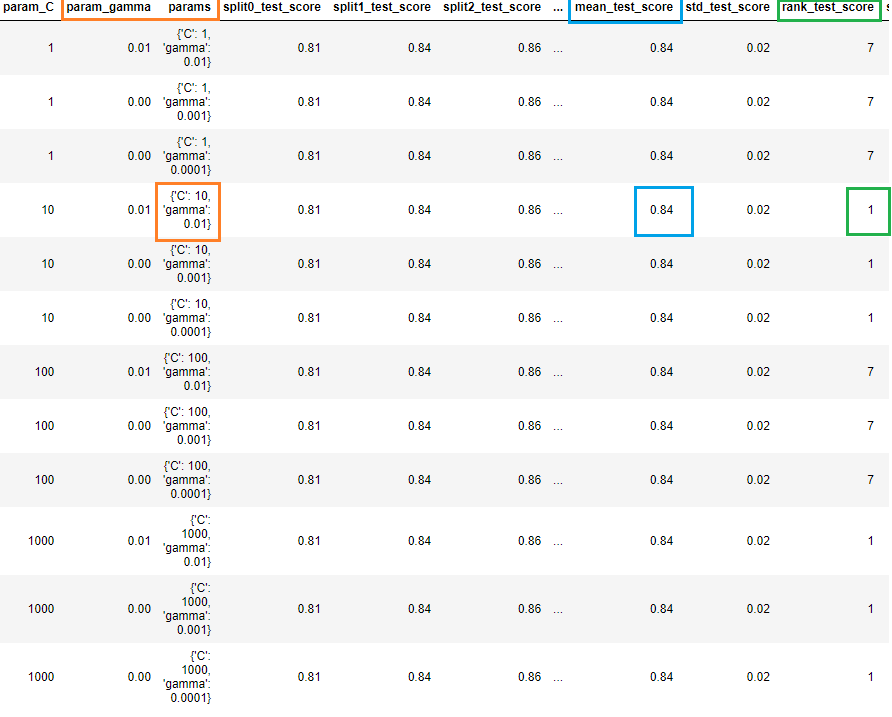 param_C param_gamma params split0_test_score split1_test_score split2_test_score ... mean_test_score std_test_score rank_test_score s
{'C': 1,
1 0.01 'gamma': 0.81 0.84 0.86 ... 0.84 0.02 7
0.01}
{'C': 1,
1 0.00 'gamma': 0.81 0.84 0.86 ... 0.84 0.02 7
0.001}
{'C': 1,
1 0.00 'gamma': 0.81 0.84 0.86 ... 0.84 0.02 7
0.0001}
{'C': 10,
10 0.01 'gamma': 0.81 0.84 0.86 ... 0.84 0.02 1
0.01}
{'C': 10,
10 0.00 'gamma': 0.81 0.84 0.86 ... 0.84 0.02 1
0.001}
{'C': 10,
10 0.00 'gamma': 0.81 0.84 0.86 ... 0.84 0.02 1
0.0001}
{'C': 100,
100 0.01 'gamma': 0.81 0.84 0.86 ... 0.84 0.02 7
0.01}
{'C': 100,
100 0.00 'gamma': 0.81 0.84 0.86 ... 0.84 0.02 7
0.001}
{'C': 100,
100 0.00 'gamma': 0.81 0.84 0.86 ... 0.84 0.02 7
0.0001}
{'C':
1000,
1000 0.01 'gamma': 0.81 0.84 0.86 ... 0.84 0.02 1
0.01}
{'C':
1000,
1000 0.00 'gamma': 0.81 0.84 0.86 ... 0.84 0.02 1
0.001}
{'C':
1000,
1000 0.00 'gamma': 0.81 0.84 0.86 ... 0.84 0.02 1
0.0001}